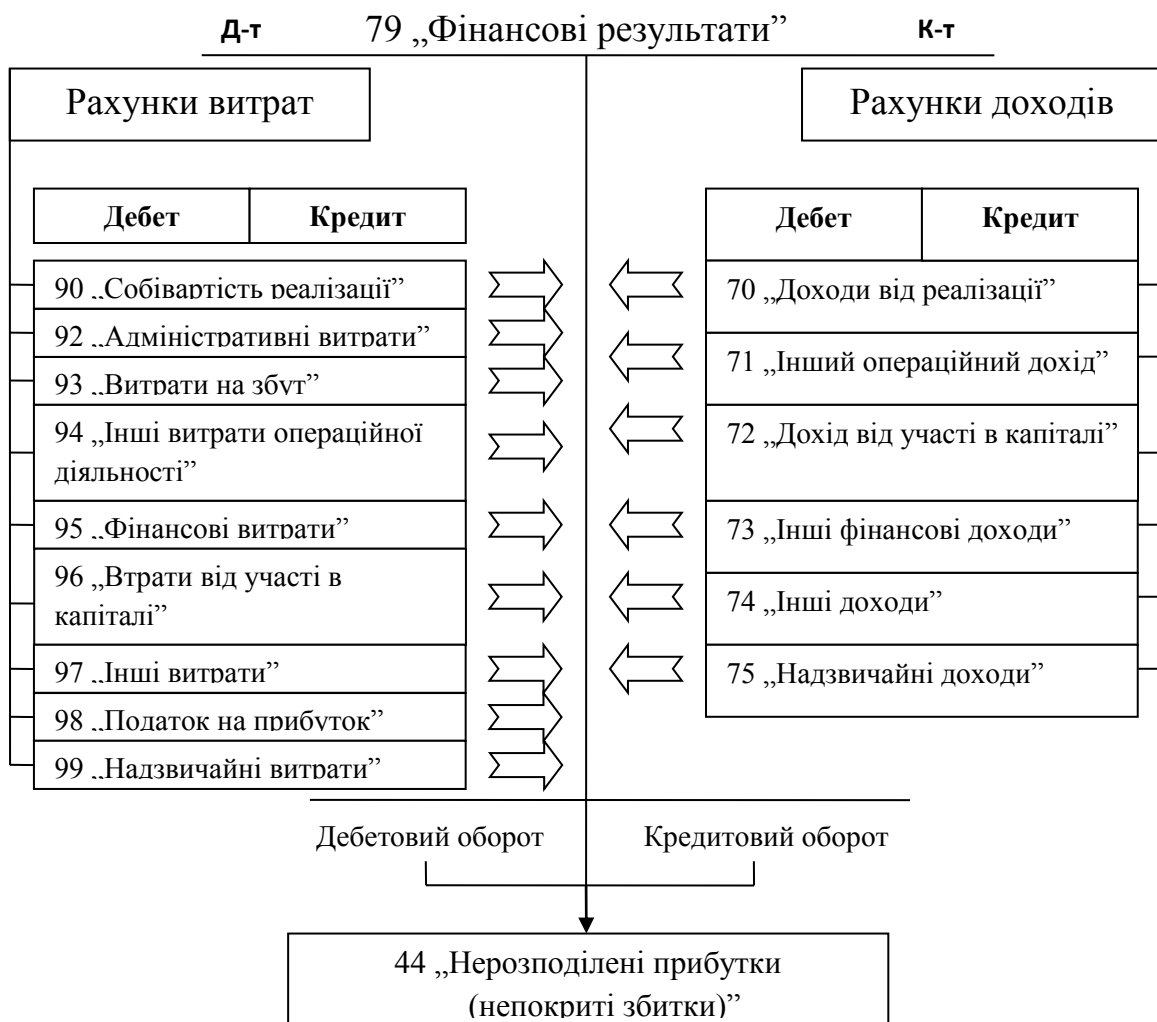 Д-т 79 „Фінансові результати” К-т
Рахунки витрат
Рахунки доходів
Дебет Кредит
90 „Собівартість реалізації”
92 „Адміністративні витрати”
93 „Витрати на збут”
94 „Інші витрати операційної
діяльності”
95 „Фінансові витрати”
96 „Втрати від участі в
капіталі”
97 „Інші витрати”
98 „Податок на прибуток”
99 „Надзвичайні витрати”
Дебет Кредит
70 „Доходи від реалізації”
71 „Інший операційний дохід”
72 „Дохід від участі в капіталі”
73 „Інші фінансові доходи”
74 „Інші доходи”
75 „Надзвичайні доходи”
Дебетовий оборот Кредитовий оборот
44 „Нерозподілені прибутки
(непокриті збитки)”